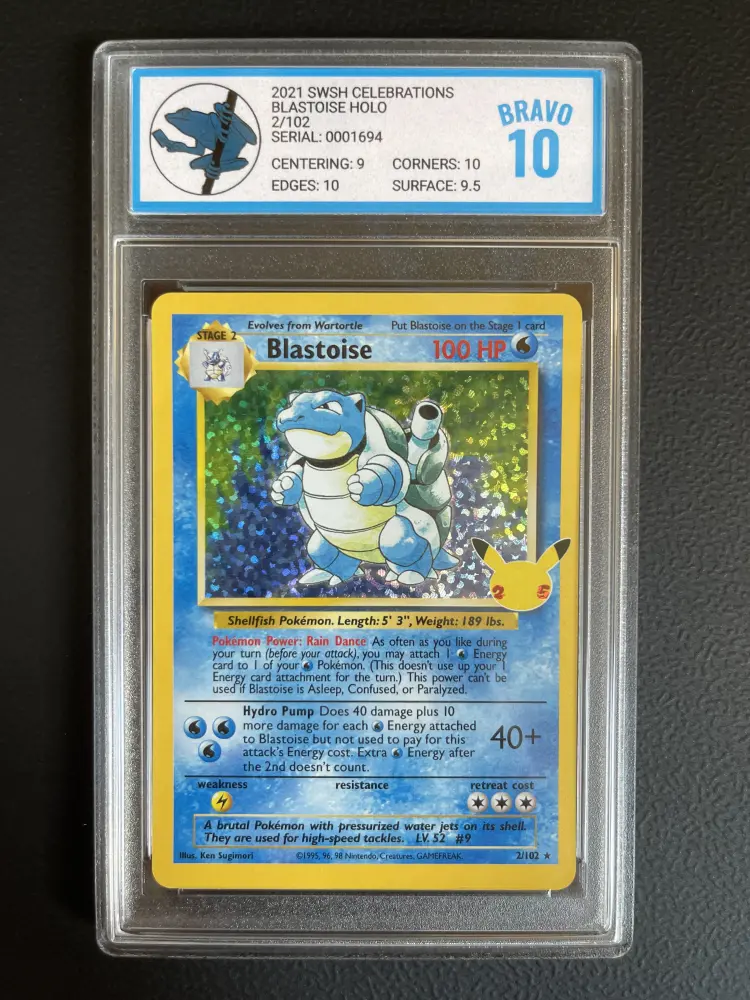 2021 SWSH CELEBRATIONS
BLASTOISE HOLO
2/102
SERIAL: 0001694
CENTERING: 9 CORNERS: 10
EDGES: 10 SURFACE: 9.5
BRAVO
10
Evolves from Wartortle Put Blastoise on the Stage 1 card
STAGE 2
Blastoise 100 HP
2 5
Shellfish Pokémon. Length: 5' 3", Weight: 189 lbs.
Pokémon Power: Rain Dance As often as you like during
your turn (before your attack), you may attach 1 Energy
card to 1 of your Pokémon. (This doesn't use up your 1
Energy card attachment for the turn.) This power can't be
used if Blastoise is Asleep, Confused, or Paralyzed.
Hydro Pump Does 40 damage plus 10
more damage for each Energy attached
to Blastoise but not used to pay for this
attack's Energy cost. Extra Energy after
the 2nd doesn't count.
40+
weakness resistance retreat cost
A brutal Pokémon with pressurized water jets on its shell.
They are used for high-speed tackles. LV. 52 #9
Illus. Ken Sugimori ©1995, 96, 98 Nintendo, Creatures, GAMEFREAK. 2/102 ★